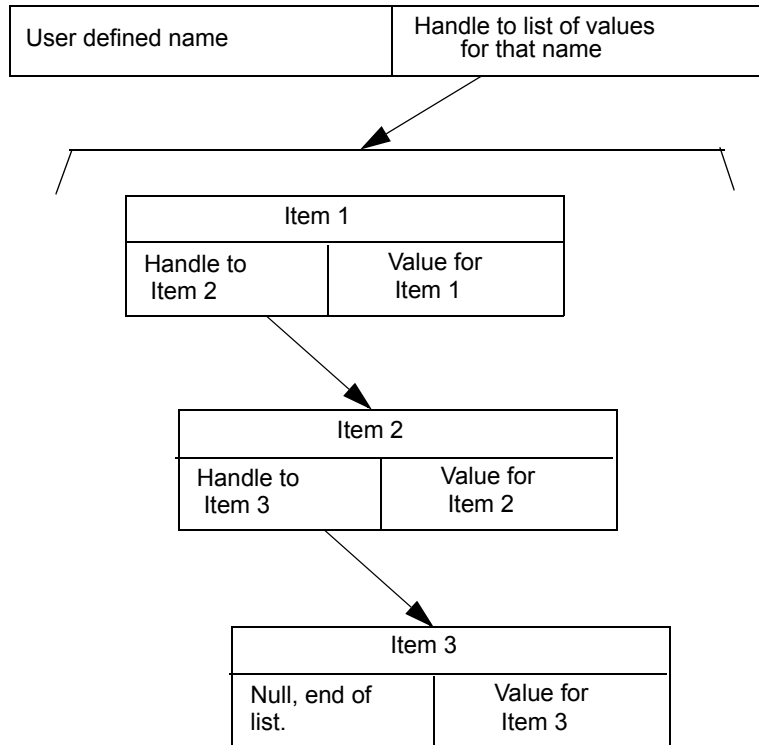 User defined name
Handle to list of values
for that name
Item 1
Handle to
Item 2
Value for
Item 1
Item 2
Handle to
Item 3
Value for
Item 2
Item 3
Null, end of
list.
Value for
Item 3